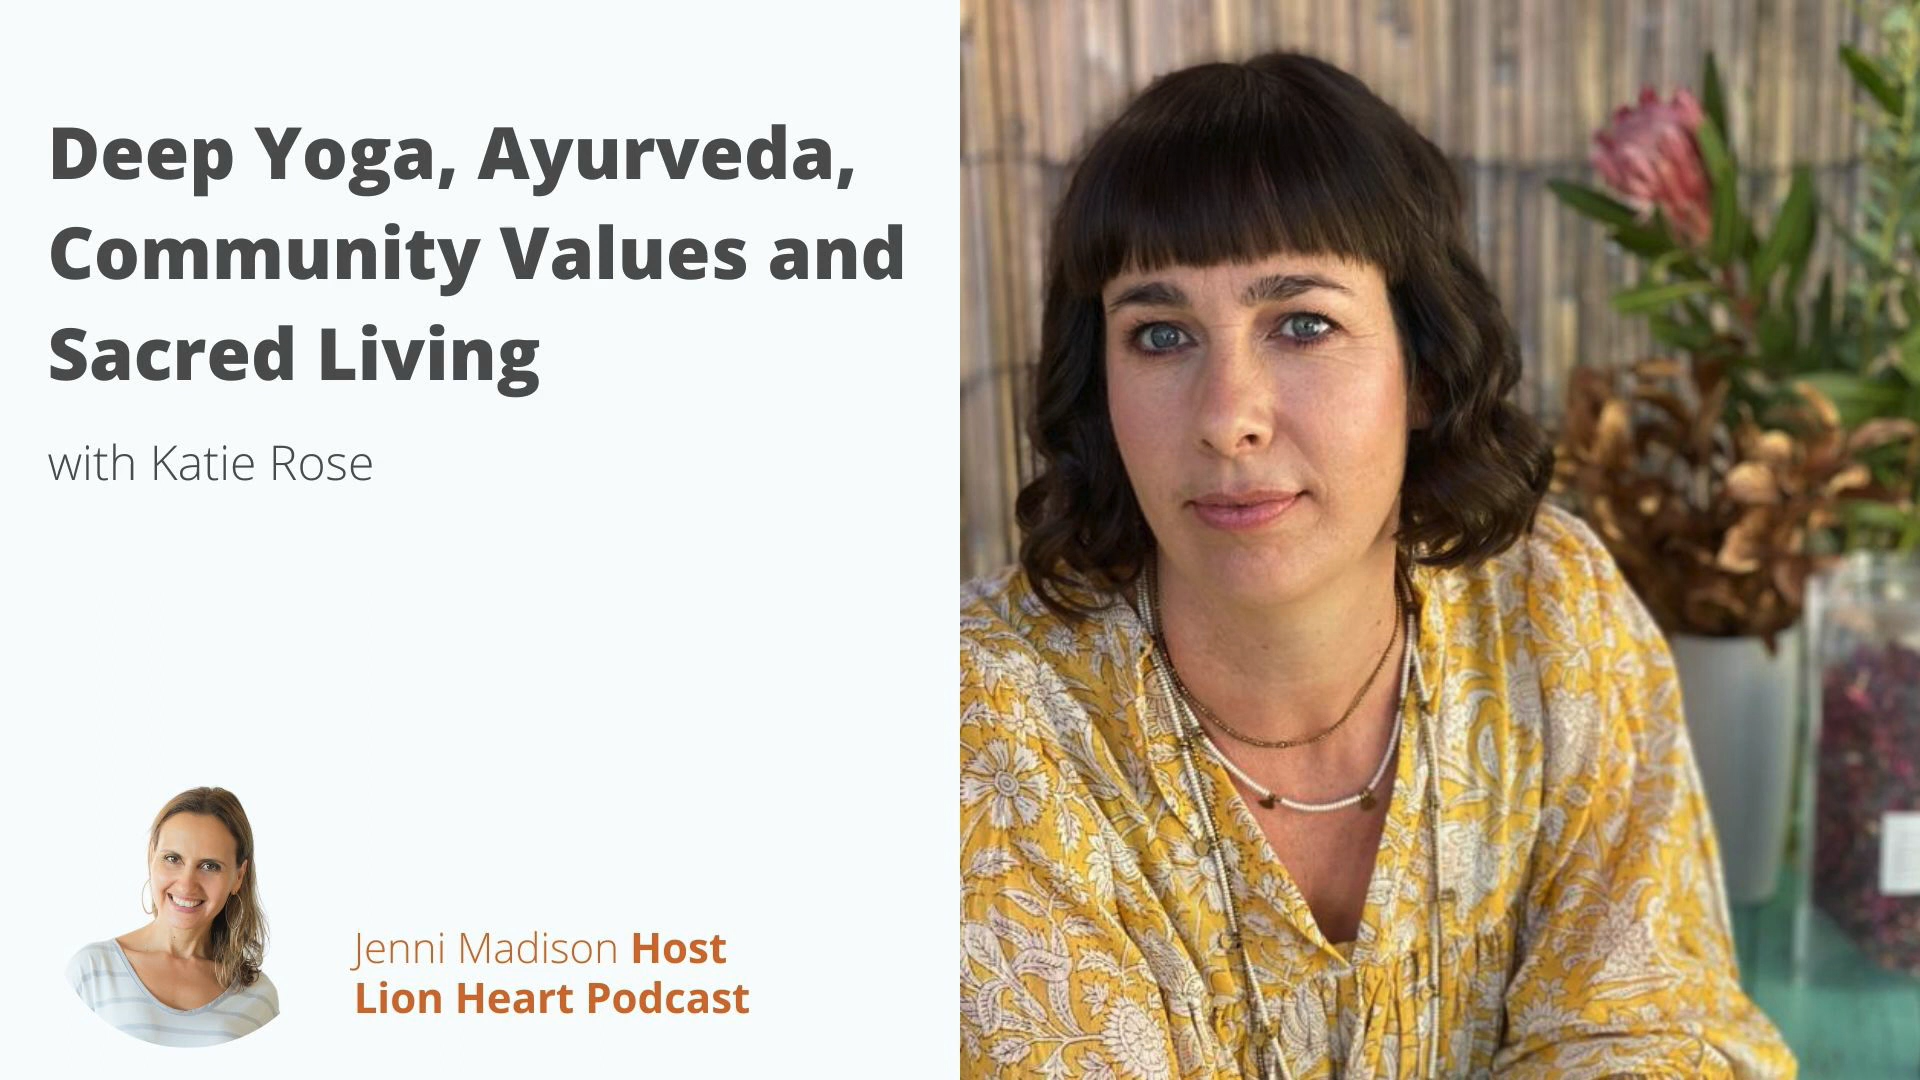 Deep Yoga, Ayurveda,
Community Values and
Sacred Living
with Katie Rose
Jenni Madison Host
Lion Heart Podcast